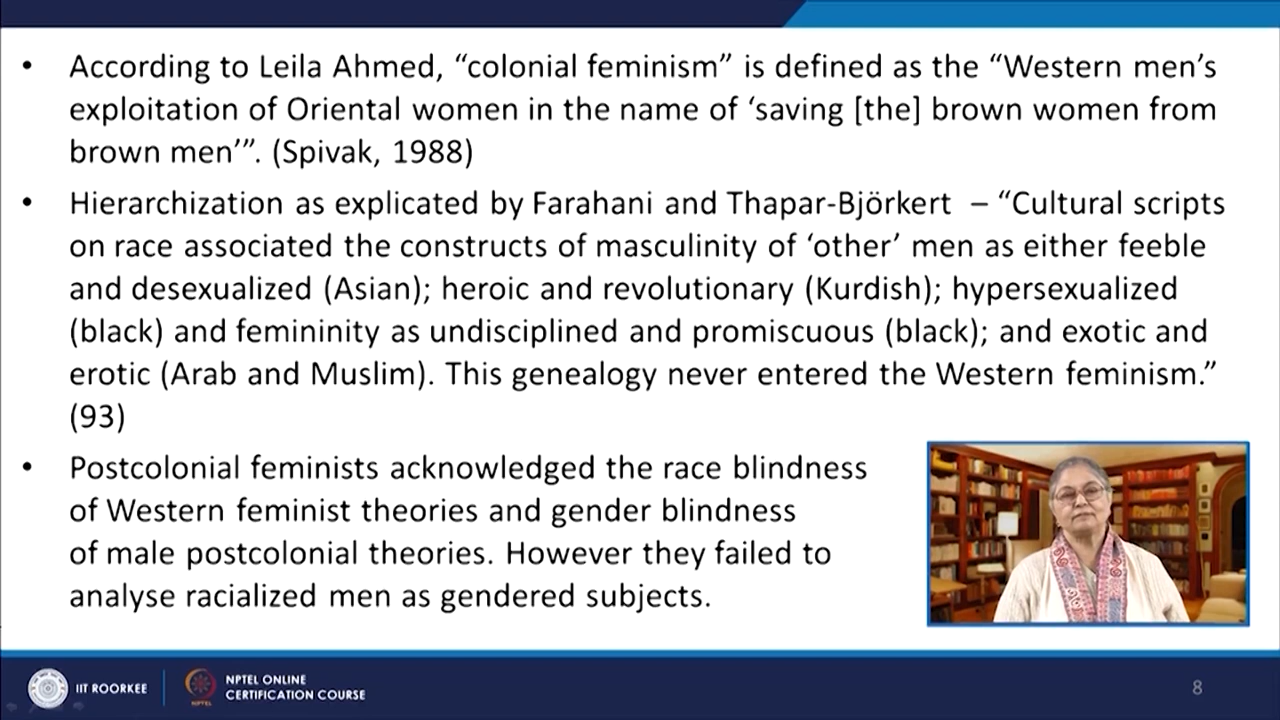 • According to Leila Ahmed, “colonial feminism” is defined as the “Western men’s
exploitation of Oriental women in the name of ‘saving [the] brown women from
brown men’”. (Spivak, 1988)
• Hierarchization as explicated by Farahani and Thapar-Björkert – “Cultural scripts
on race associated the constructs of masculinity of ‘other’ men as either feeble
and desexualized (Asian); heroic and revolutionary (Kurdish); hypersexualized
(black) and femininity as undisciplined and promiscuous (black); and exotic and
erotic (Arab and Muslim). This genealogy never entered the Western feminism.”
(93)
• Postcolonial feminists acknowledged the race blindness
of Western feminist theories and gender blindness
of male postcolonial theories. However they failed to
analyse racialized men as gendered subjects.
IIT ROORKEE
NPTEL ONLINE
CERTIFICATION COURSE
NPTEL
8